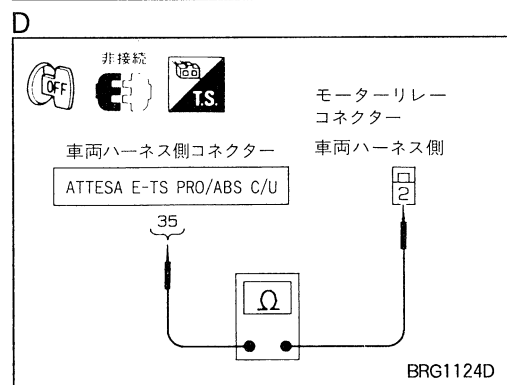 D
OFF
非接続
T.S.
モーターリレー
コネクター
車両ハーネス側コネクター
車両ハーネス側
ATTESA E-TS PRO/ABS C/U
2
35
Ω
BRG1124D